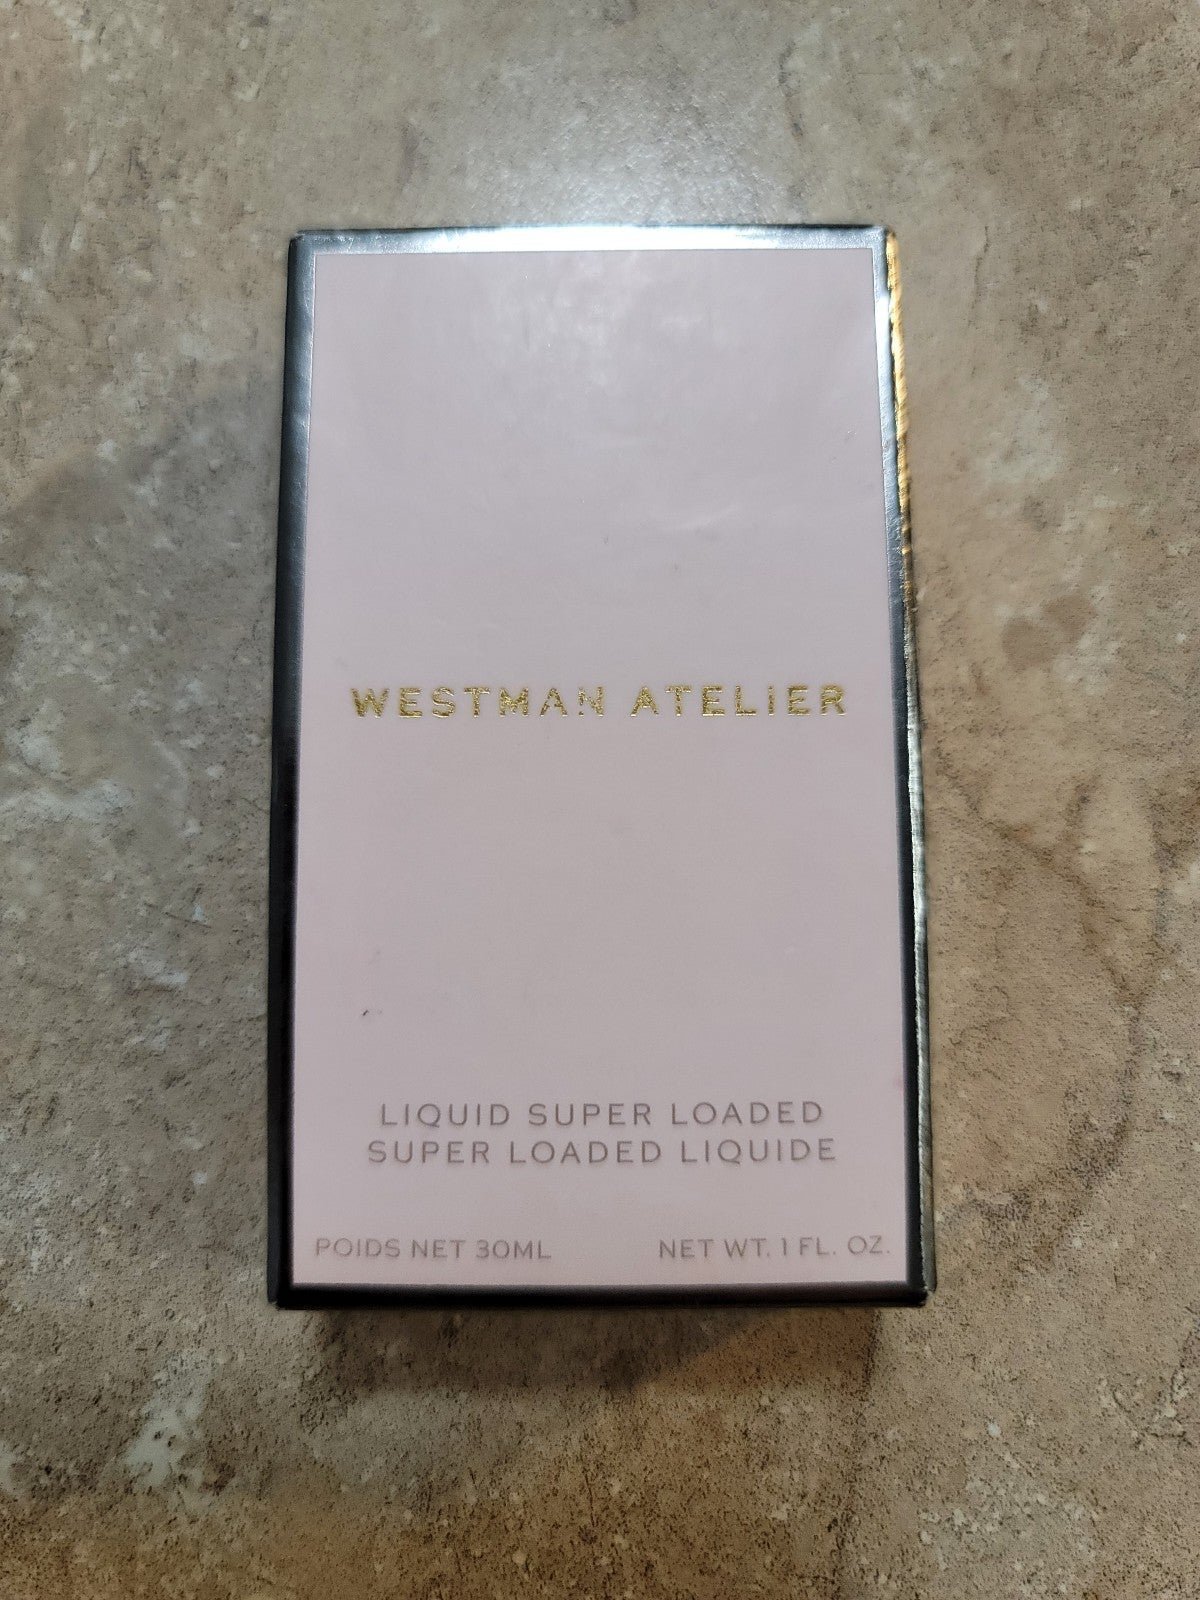 WESTMAN ATELIER
LIQUID SUPER LOADED
SUPER LOADED LIQUIDE
POIDS NET 30ML NET WT. 1 FL. OZ.